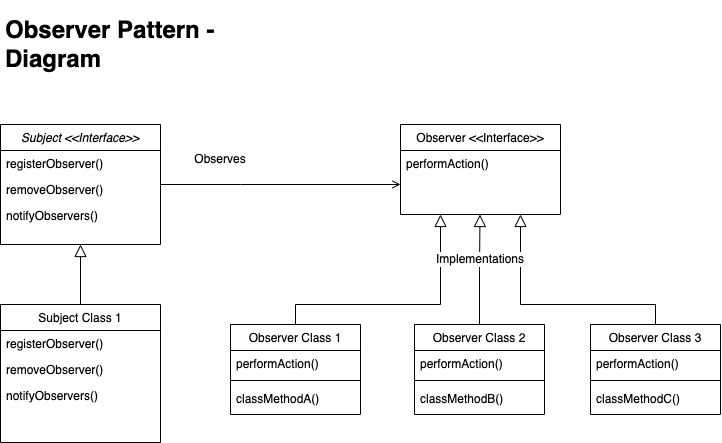 Observer Pattern -
Diagram
Subject <<Interface>>
registerObserver()
removeObserver()
notifyObservers()
Observes
Observer <<Interface>>
performAction()
Implementations
Subject Class 1
registerObserver()
removeObserver()
notifyObservers()
Observer Class 1
performAction()
classMethodA()
Observer Class 2
performAction()
classMethodB()
Observer Class 3
performAction()
classMethodC()